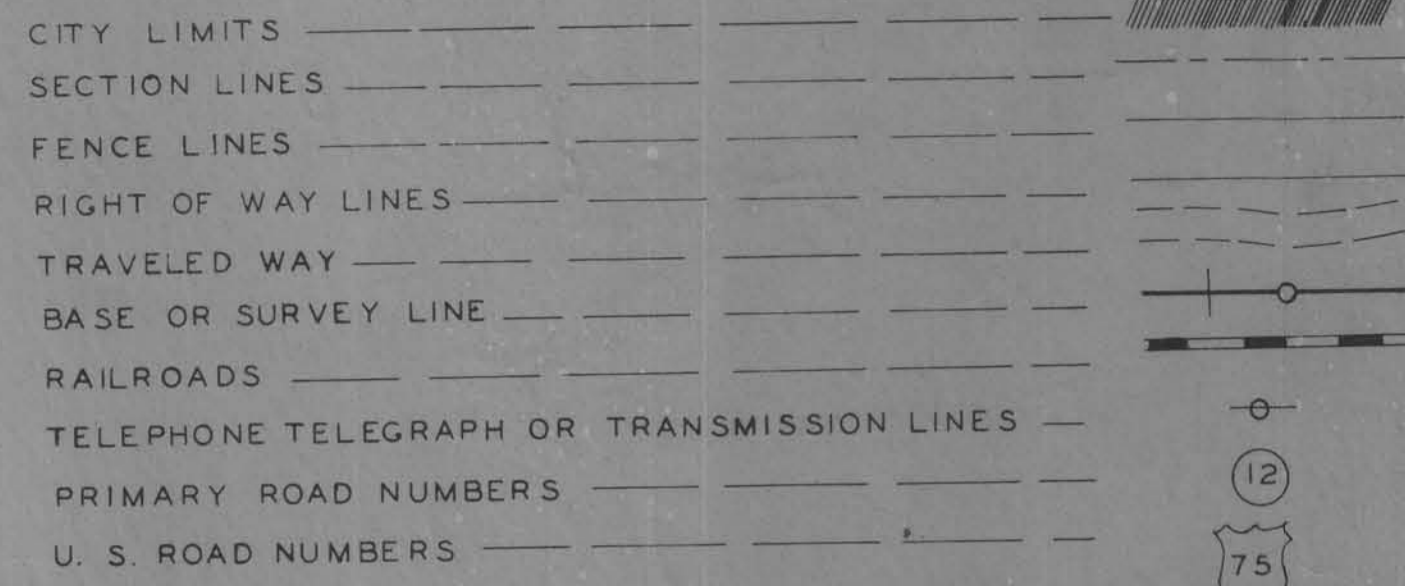 CITY LIMITS
SECTION LINES
FENCE LINES
RIGHT OF WAY LINES
TRAVELED WAY
BASE OR SURVEY LINE
RAILROADS
TELEPHONE TELEGRAPH OR TRANSMISSION LINES
PRIMARY ROAD NUMBERS 12
U. S. ROAD NUMBERS 75